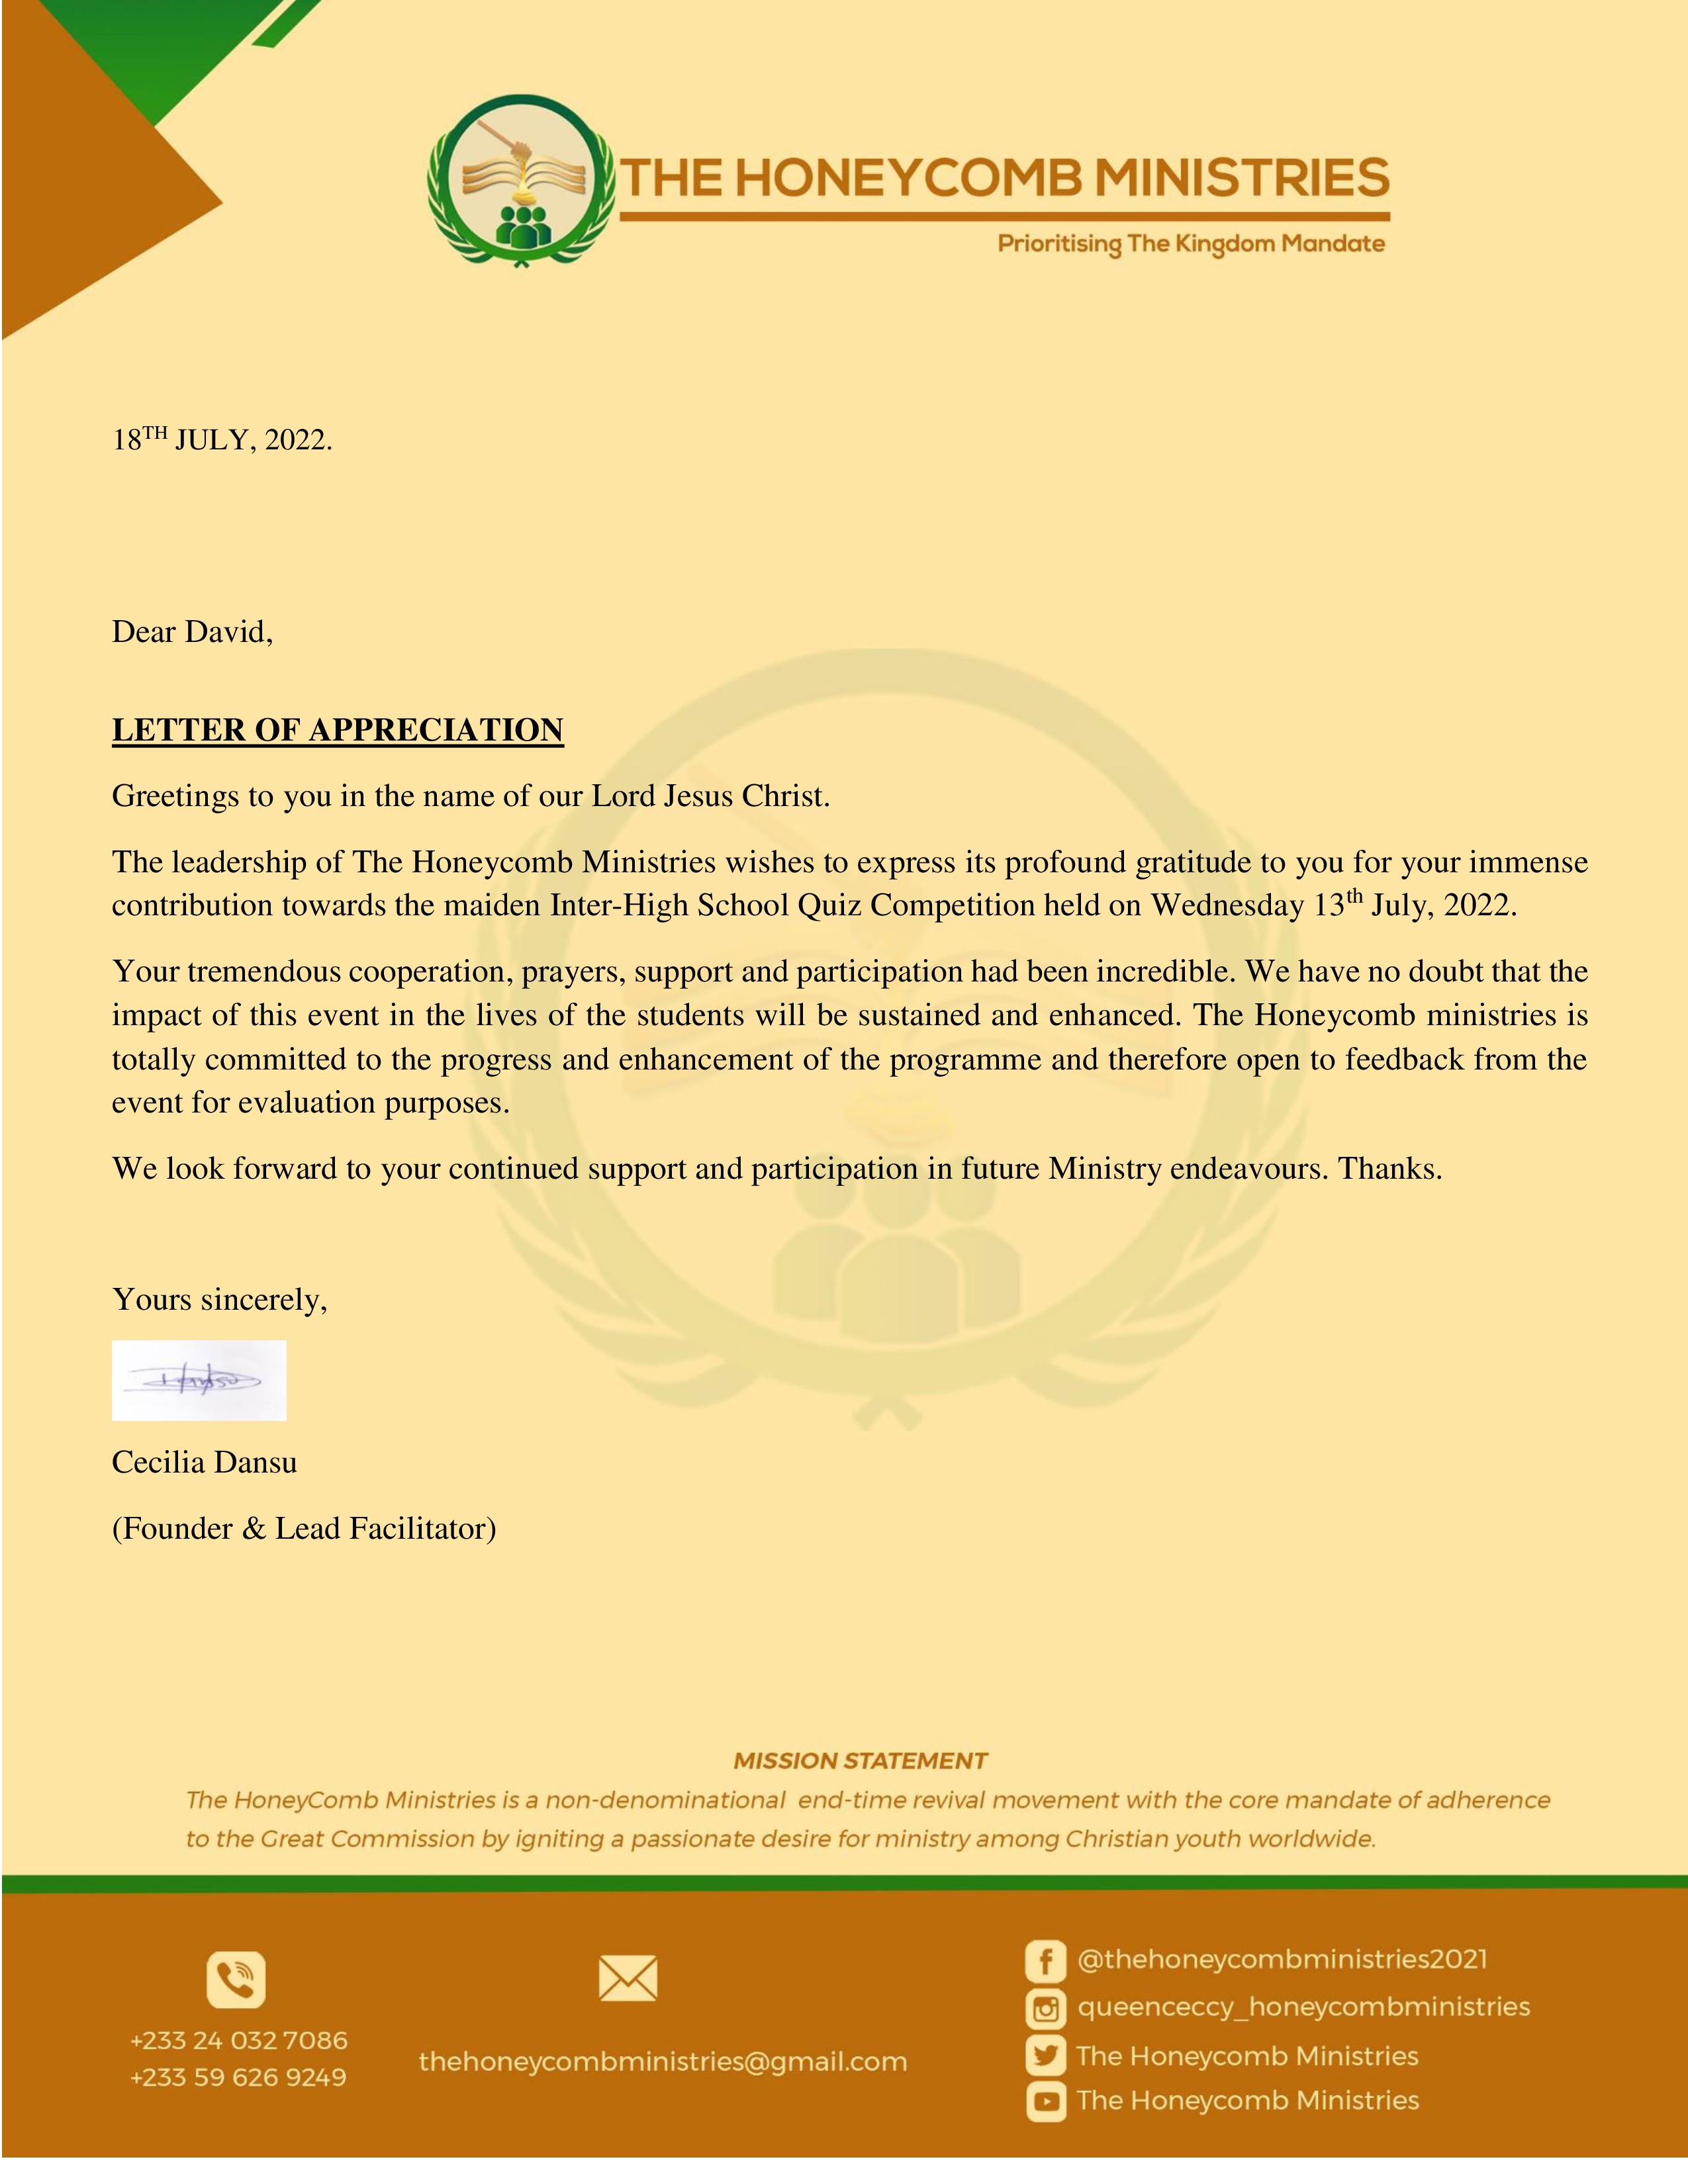 THE HONEYCOMB MINISTRIES
Prioritising The Kingdom Mandate
18TH JULY, 2022.
Dear David,
LETTER OF APPRECIATION
Greetings to you in the name of our Lord Jesus Christ.
The leadership of The Honeycomb Ministries wishes to express its profound gratitude to you for your immense
contribution towards the maiden Inter-High School Quiz Competition held on Wednesday 13th July, 2022.
Your tremendous cooperation, prayers, support and participation had been incredible. We have no doubt that the
impact of this event in the lives of the students will be sustained and enhanced. The Honeycomb ministries is
totally committed to the progress and enhancement of the programme and therefore open to feedback from the
event for evaluation purposes.
We look forward to your continued support and participation in future Ministry endeavours. Thanks.
Yours sincerely,
Cecilia Dansu
(Founder & Lead Facilitator)
MISSION STATEMENT
The HoneyComb Ministries is a non-denominational end-time revival movement with the core mandate of adherence
to the Great Commission by igniting a passionate desire for ministry among Christian youth worldwide.
+233 24 032 7086
+233 59 626 9249
thehoneycombministries@gmail.com
@thehoneycombministries2021
queenceccy_honeycombministries
The Honeycomb Ministries
The Honeycomb Ministries